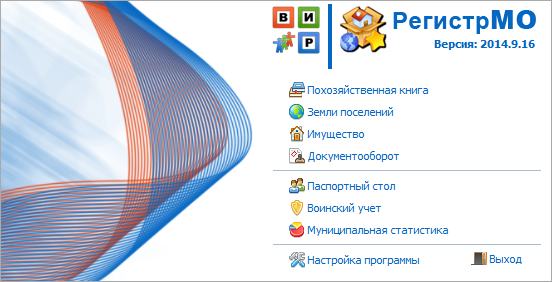 В И
Р
РегистрМО
Версия: 2014.9.16
Похозяйственная книга
Земли поселений
Имущество
Документооборот
Паспортный стол
Воинский учет
Муниципальная статистика
Настройка программы
Выход